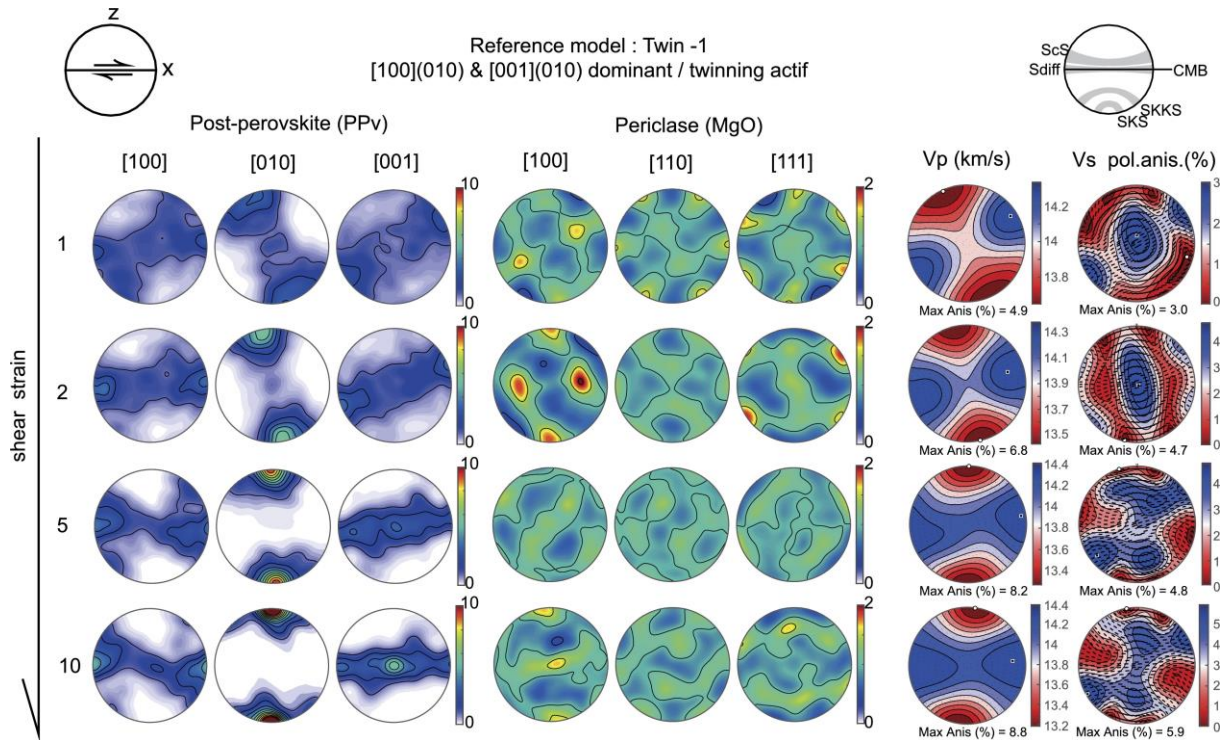 z
x
Reference model : Twin -1
[100](010) & [001](010) dominant / twinning actif
ScS
Sdiff
CMB
SKKS
SKS
Post-perovskite (PPv)
Periclase (MgO)
[100] [010] [001] [100] [110] [111]
Vp (km/s)
Vs pol.anis.(%)
shear strain
1
10
0
2
0
14.2
14
13.8
Max Anis (%) = 4.9
3
2
1
0
Max Anis (%) = 3.0
2
10
0
2
0
14.3
14.1
14
13.9
13.8
13.7
13.5
Max Anis (%) = 6.8
4
3
2
1
0
Max Anis (%) = 4.7
5
10
0
2
0
14.4
14.2
14
13.8
13.6
13.4
Max Anis (%) = 8.2
4
3
2
1
0
Max Anis (%) = 4.8
10
10
0
2
0
14.4
14.2
14
13.8
13.6
13.4
13.2
Max Anis (%) = 8.8
5
4
3
2
1
0
Max Anis (%) = 5.9